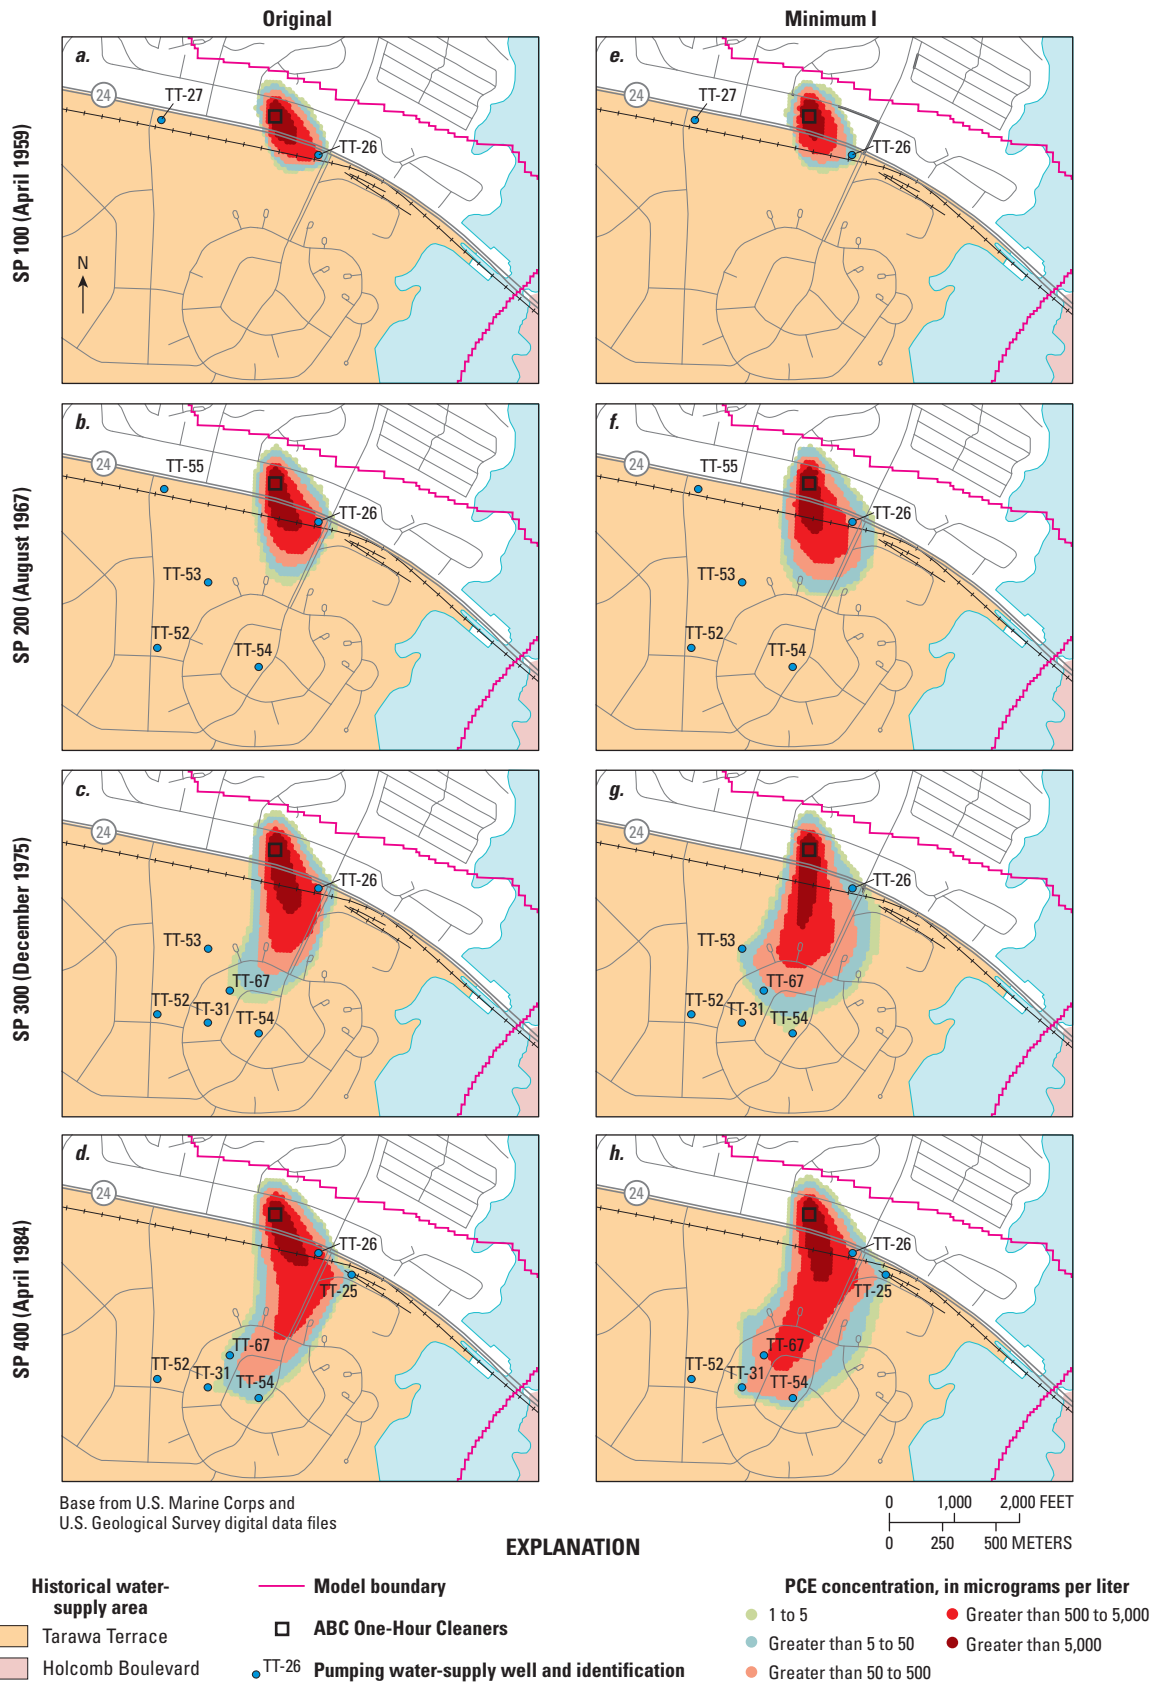 Original
Minimum I
SP 100 (April 1959)
a.
24
TT-27
TT-26
N
e.
24
TT-27
TT-26
SP 200 (August 1967)
b.
24
TT-55
TT-26
TT-53
TT-52
TT-54
f.
24
TT-55
TT-26
TT-53
TT-52
TT-54
SP 300 (December 1975)
c.
24
TT-26
TT-53
TT-67
TT-52
TT-31
TT-54
g.
24
TT-26
TT-53
TT-67
TT-52
TT-31
TT-54
SP 400 (April 1984)
d.
24
TT-26
TT-25
TT-67
TT-52
TT-31
TT-54
h.
24
TT-26
TT-25
TT-67
TT-52
TT-31
TT-54
Base from U.S. Marine Corps and
U.S. Geological Survey digital data files
0 1,000 2,000 FEET
0 250 500 METERS
EXPLANATION
Historical water-
supply area
Tarawa Terrace
Holcomb Boulevard
Model boundary
ABC One-Hour Cleaners
TT-26 Pumping water-supply well and identification
PCE concentration, in micrograms per liter
1 to 5
Greater than 5 to 50
Greater than 50 to 500
Greater than 500 to 5,000
Greater than 5,000